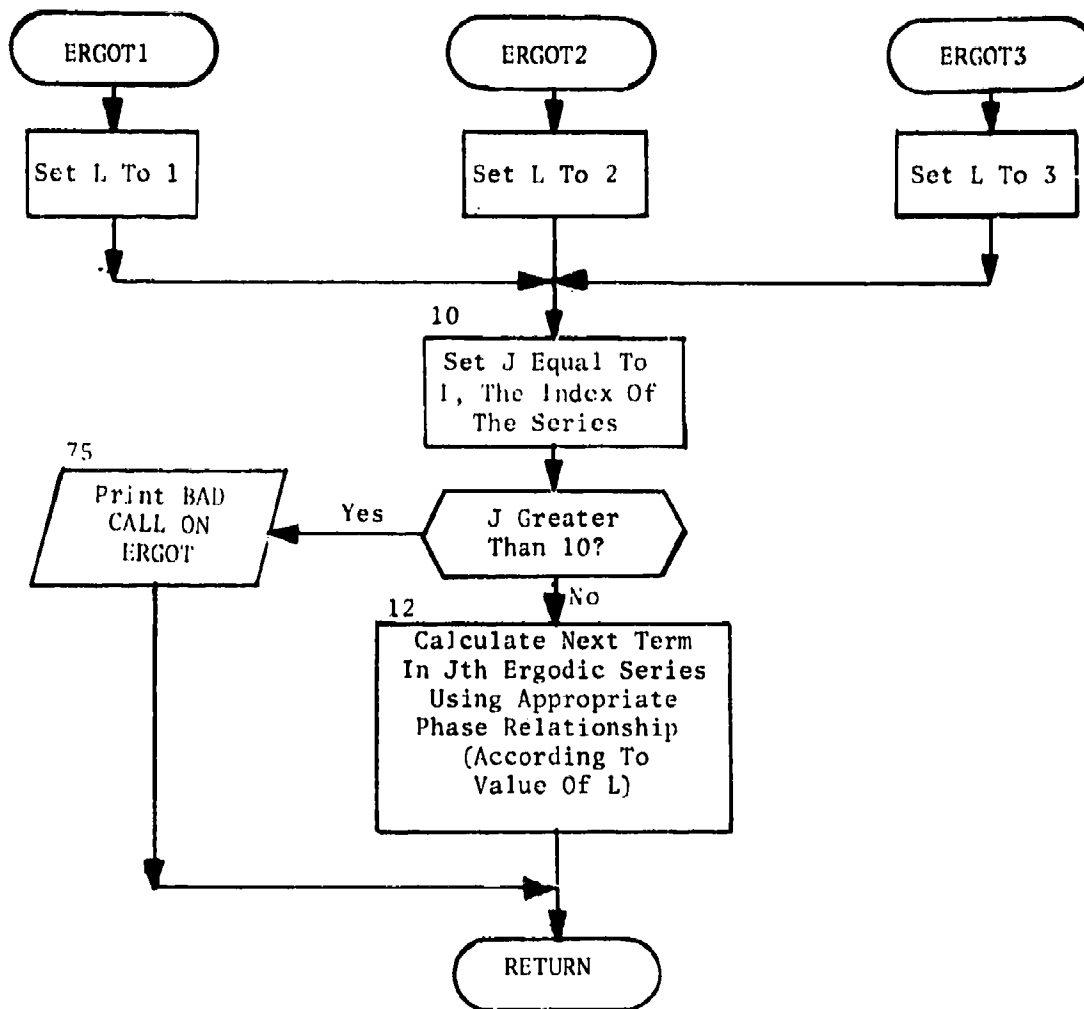 ERGOT1
ERGOT2
ERGOT3
Set L To 1
Set L To 2
Set L To 3
10
Set J Equal To
I, The Index Of
The Series
75
Print BAD
CALL ON
ERGOT
Yes
J Greater
Than 10?
No
12
Calculate Next Term
In Jth Ergodic Series
Using Appropriate
Phase Relationship
(According To
Value Of L)
RETURN